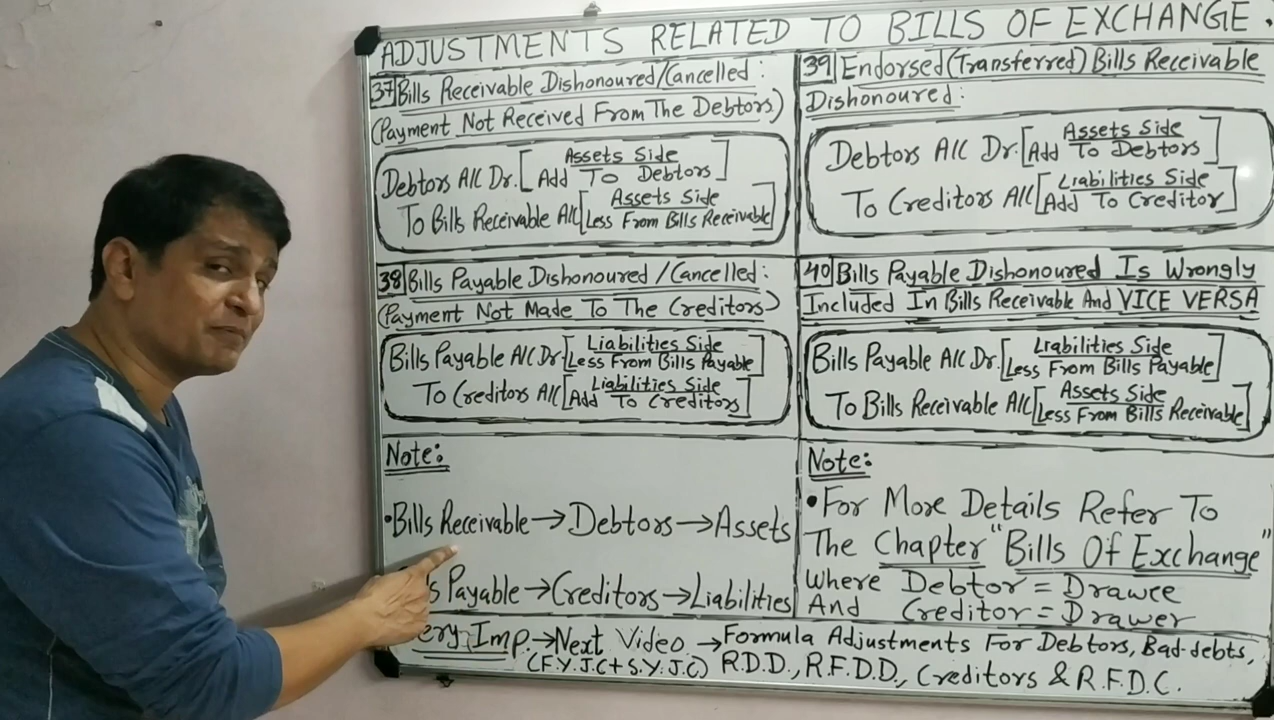 ADJUSTMENTS RELATED TO BILLS OF EXCHANGE.
37 Bills Receivable Dishonoured/Cancelled:
(Payment Not Received From The Debtors)
Debtors A/C Dr. [Assets Side
Add To Debtors]
To Bills Receivable A/C [Assets Side
Less From Bills Receivable]
38 Bills Payable Dishonoured/Cancelled:
(Payment Not Made To The Creditors)
Bills Payable A/C Dr [Liabilities Side
Less From Bills Payable]
To Creditors A/C [Liabilities Side
Add To Creditors]
Note:
•Bills Receivable→Debtors→Assets
Payable→Creditors→Liabilities
39 Endorsed (Transferred) Bills Receivable
Dishonoured:
Debtors A/C Dr. [Assets Side
Add To Debtors]
To Creditors A/C [Liabilities Side
Add To Creditor]
40 Bills Payable Dishonoured Is Wrongly
Included In Bills Receivable And VICE VERSA
Bills Payable A/C Dr. [Liabilities Side
Less From Bills Payable]
To Bills Receivable A/C [Assets Side
Less From Bills Receivable]
Note:
•For More Details Refer To
The Chapter "Bills Of Exchange"
Where Debtor = Drawee
And Creditor = Drawer
Imp.→Next Video→Formula Adjustments For Debtors, Bad-debts,
(F.Y.J.C + S.Y.J.C) R.D.D., R.F.D.D., Creditors & R.F.D.C.